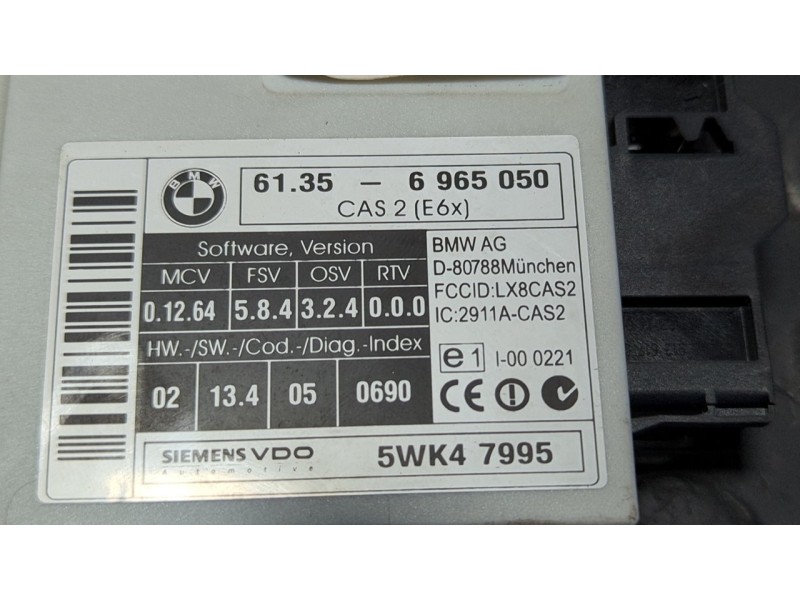 BMW
61.35 - 6 965 050
CAS 2 (E6x)
Software, Version
MCV FSV OSV RTV
0.12.64 5.8.4 3.2.4 0.0.0
HW.-/SW.-/Cod.-/Diag.-Index
02 13.4 05 0690
BMW AG
D-80788München
FCCID:LX8CAS2
IC:2911A-CAS2
e1 I-00 0221
CE
SIEMENS VDO
Automotive
5WK4 7995